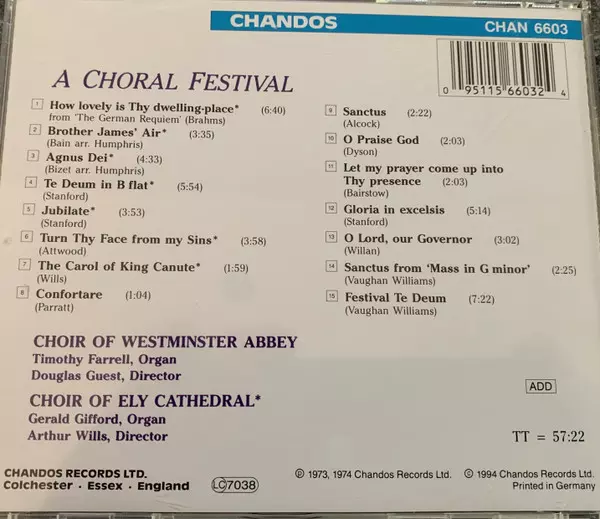 CHANDOS
CHAN 6603
0 95115 66032 4
A CHORAL FESTIVAL
1 How lovely is Thy dwelling-place* (6:40)
from 'The German Requiem' (Brahms)
2 Brother James' Air* (3:35)
(Bain arr. Humphris)
3 Agnus Dei* (4:33)
(Bizet arr. Humphris)
4 Te Deum in B flat* (5:54)
(Stanford)
5 Jubilate* (3:53)
(Stanford)
6 Turn Thy Face from my Sins* (3:58)
(Attwood)
7 The Carol of King Canute* (1:59)
(Wills)
8 Confortare (1:04)
(Parratt)
9 Sanctus (2:22)
(Alcock)
10 O Praise God (2:03)
(Dyson)
11 Let my prayer come up into
Thy presence (2:03)
(Bairstow)
12 Gloria in excelsis (5:14)
(Stanford)
13 O Lord, our Governor (3:02)
(Willan)
14 Sanctus from 'Mass in G minor' (2:25)
(Vaughan Williams)
15 Festival Te Deum (7:22)
(Vaughan Williams)
CHOIR OF WESTMINSTER ABBEY
Timothy Farrell, Organ
Douglas Guest, Director
CHOIR OF ELY CATHEDRAL*
Gerald Gifford, Organ
Arthur Wills, Director
ADD
TT = 57:22
CHANDOS RECORDS LTD.
Colchester · Essex · England
LC 7038
℗ 1973, 1974 Chandos Records Ltd. © 1994 Chandos Records Ltd.
Printed in Germany